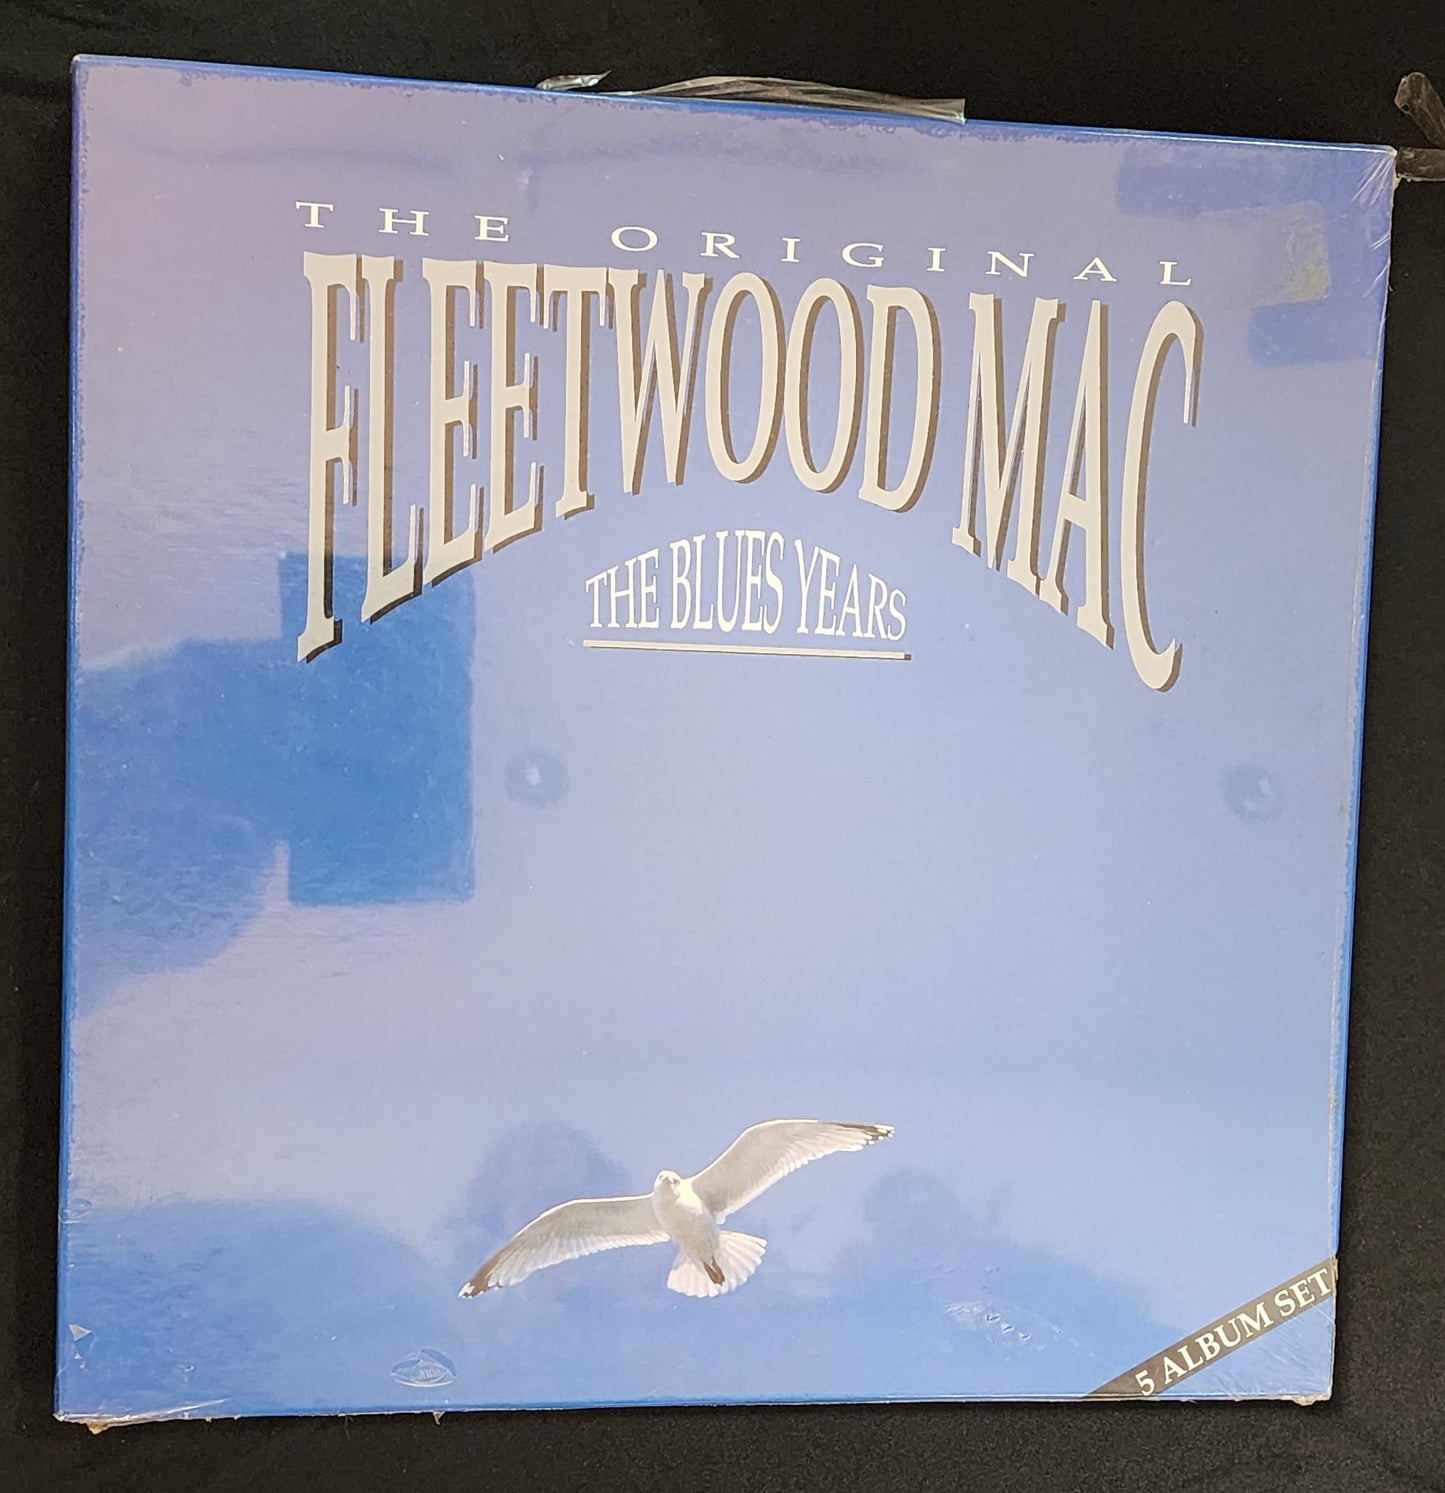 THE ORIGINAL
FLEETWOOD MAC
THE BLUES YEARS
5 ALBUM SET